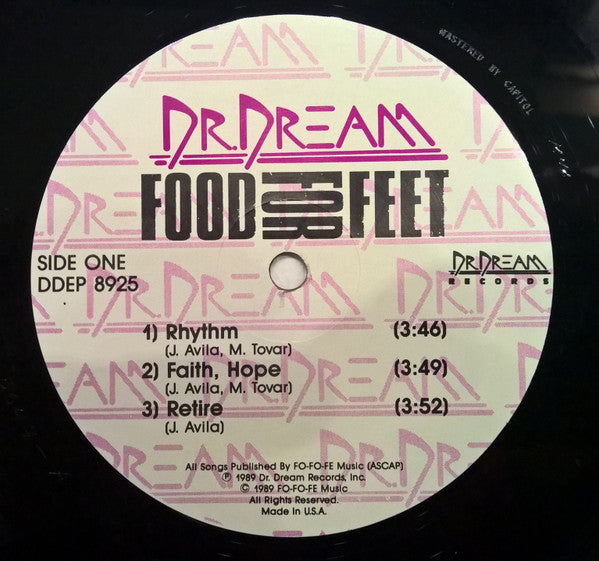 MASTERED BY CAPITOL
DR. DREAM
FOOD FOR FEET
SIDE ONE
DDEP 8925
DR. DREAM
RECORDS
1) Rhythm (3:46)
(J. Avila, M. Tovar)
2) Faith, Hope (3:49)
(J. Avila, M. Tovar)
3) Retire (3:52)
(J. Avila)
All Songs Published By FO-FO-FE Music (ASCAP)
℗ 1989 Dr. Dream Records, Inc.
© 1989 FO-FO-FE Music
All Rights Reserved.
Made In U.S.A.